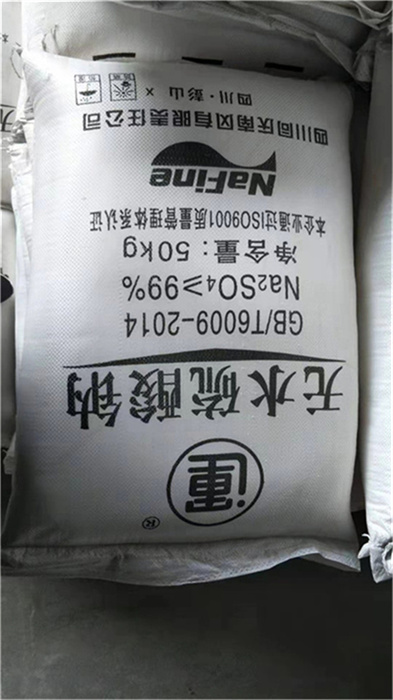 運®
无水硫酸钠
GB/T6009-2014
Na₂SO₄≥99%
净含量：50kg
本企业通过ISO9001质量管理体系认证
NaFine
四川同庆南风有限责任公司
四川·彭山 X